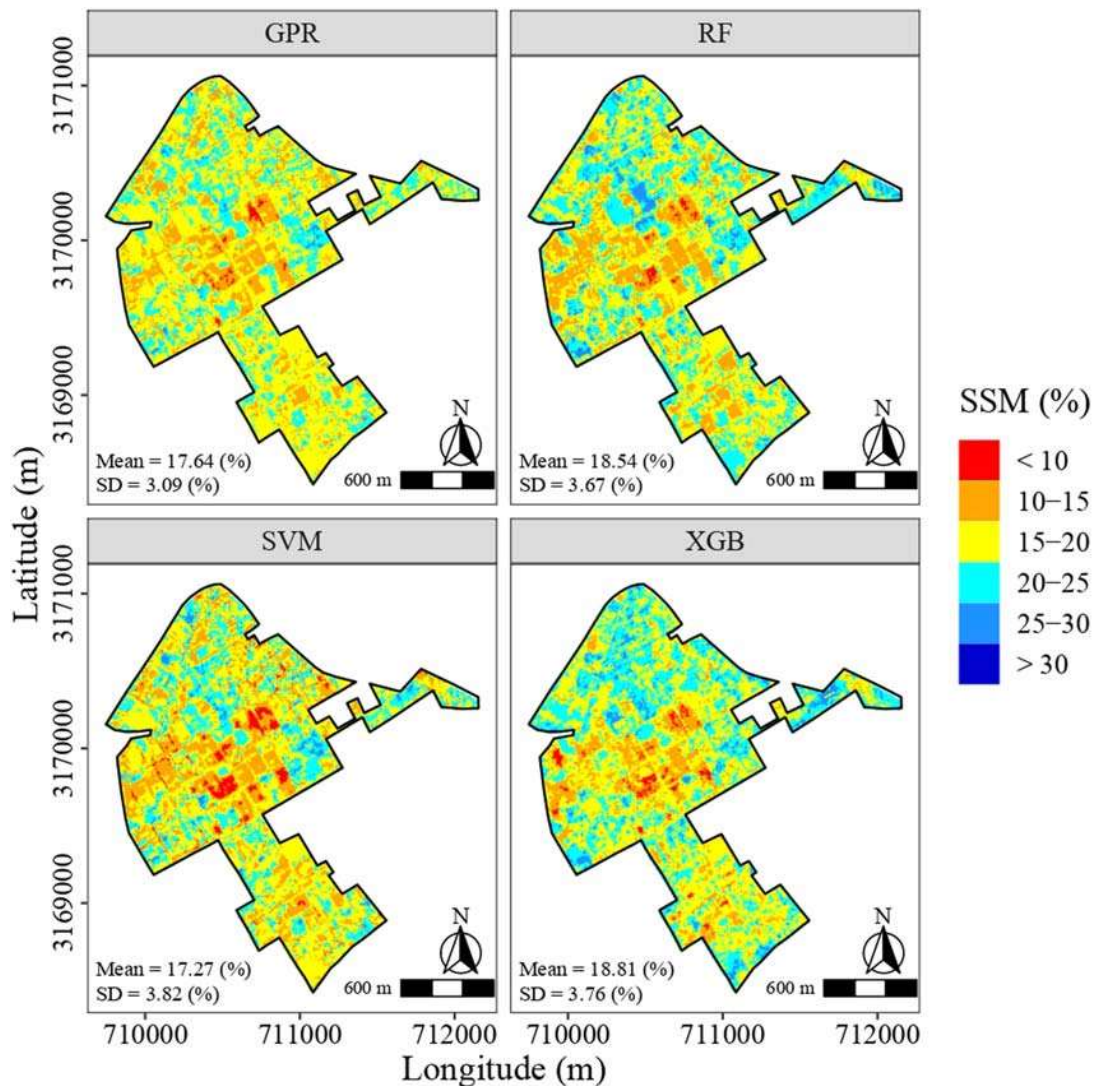 GPR
RF
3171000
3170000
3169000
N
Mean = 17.64 (%)
SD = 3.09 (%)
600 m
N
Mean = 18.54 (%)
SD = 3.67 (%)
600 m
SSM (%)
< 10
10−15
15−20
20−25
25−30
> 30
Latitude (m)
SVM
XGB
3171000
3170000
3169000
N
Mean = 17.27 (%)
SD = 3.82 (%)
600 m
N
Mean = 18.81 (%)
SD = 3.76 (%)
600 m
710000 711000 712000
710000 711000 712000
Longitude (m)